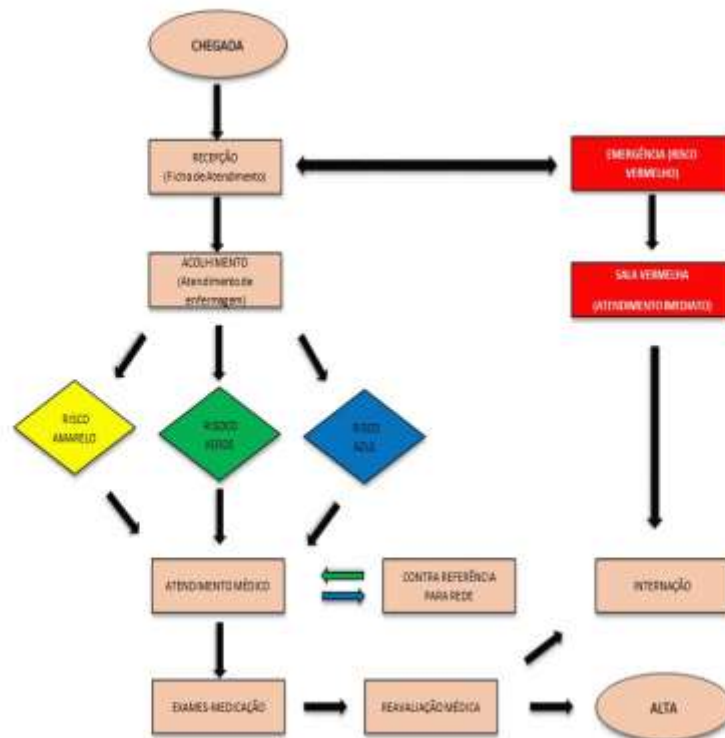 CHEGADA
RECEPÇÃO
(Ficha de Atendimento)
EMERGÊNCIA (RISCO
VERMELHO)
ACOLHIMENTO
(Atendimento de
enfermagem)
SALA VERMELHA
(ATENDIMENTO IMEDIATO)
RISCO
AMARELO
RISOCO
VERDE
RISCO
AZUL
ATENDIMENTO MÉDICO
CONTRA REFERÊNCIA
PARA REDE
INTERNAÇÃO
EXAMES-MEDICAÇÃO
REAVALIAÇÃO MÉDICA
ALTA